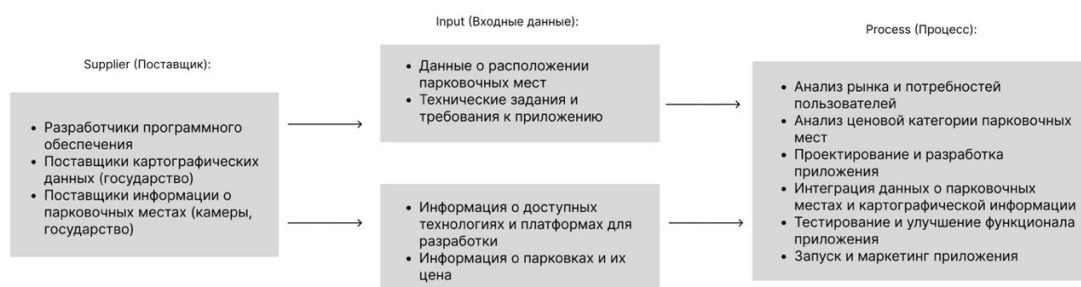 Supplier (Поставщик):
• Разработчики программного
обеспечения
• Поставщики картографических
данных (государство)
• Поставщики информации о
парковочных местах (камеры,
государство)
Input (Входные данные):
• Данные о расположении
парковочных мест
• Технические задания и
требования к приложению
• Информация о доступных
технологиях и платформах для
разработки
• Информация о парковках и их
цена
Process (Процесс):
• Анализ рынка и потребностей
пользователей
• Анализ ценовой категории парковочных
мест
• Проектирование и разработка
приложения
• Интеграция данных о парковочных
местах и картографической информации
• Тестирование и улучшение функционала
приложения
• Запуск и маркетинг приложения